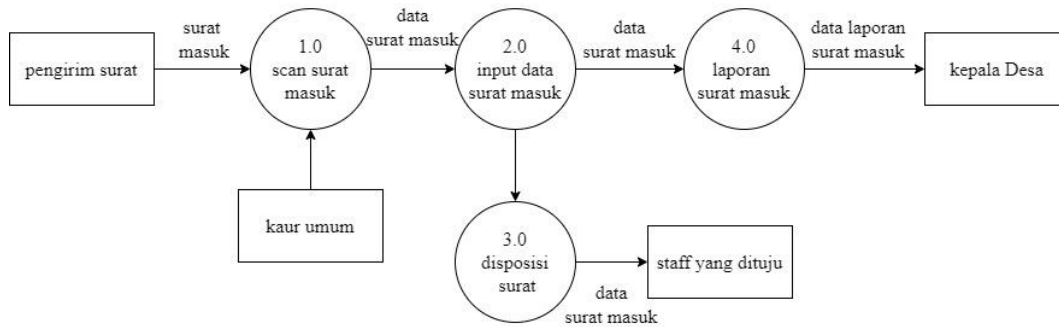 pengirim surat
surat
masuk
1.0
scan surat
masuk
data
surat masuk
2.0
input data
surat masuk
data
surat masuk
4.0
laporan
surat masuk
data laporan
surat masuk
kepala Desa
kaur umum
3.0
disposisi
surat
data
surat masuk
staff yang dituju